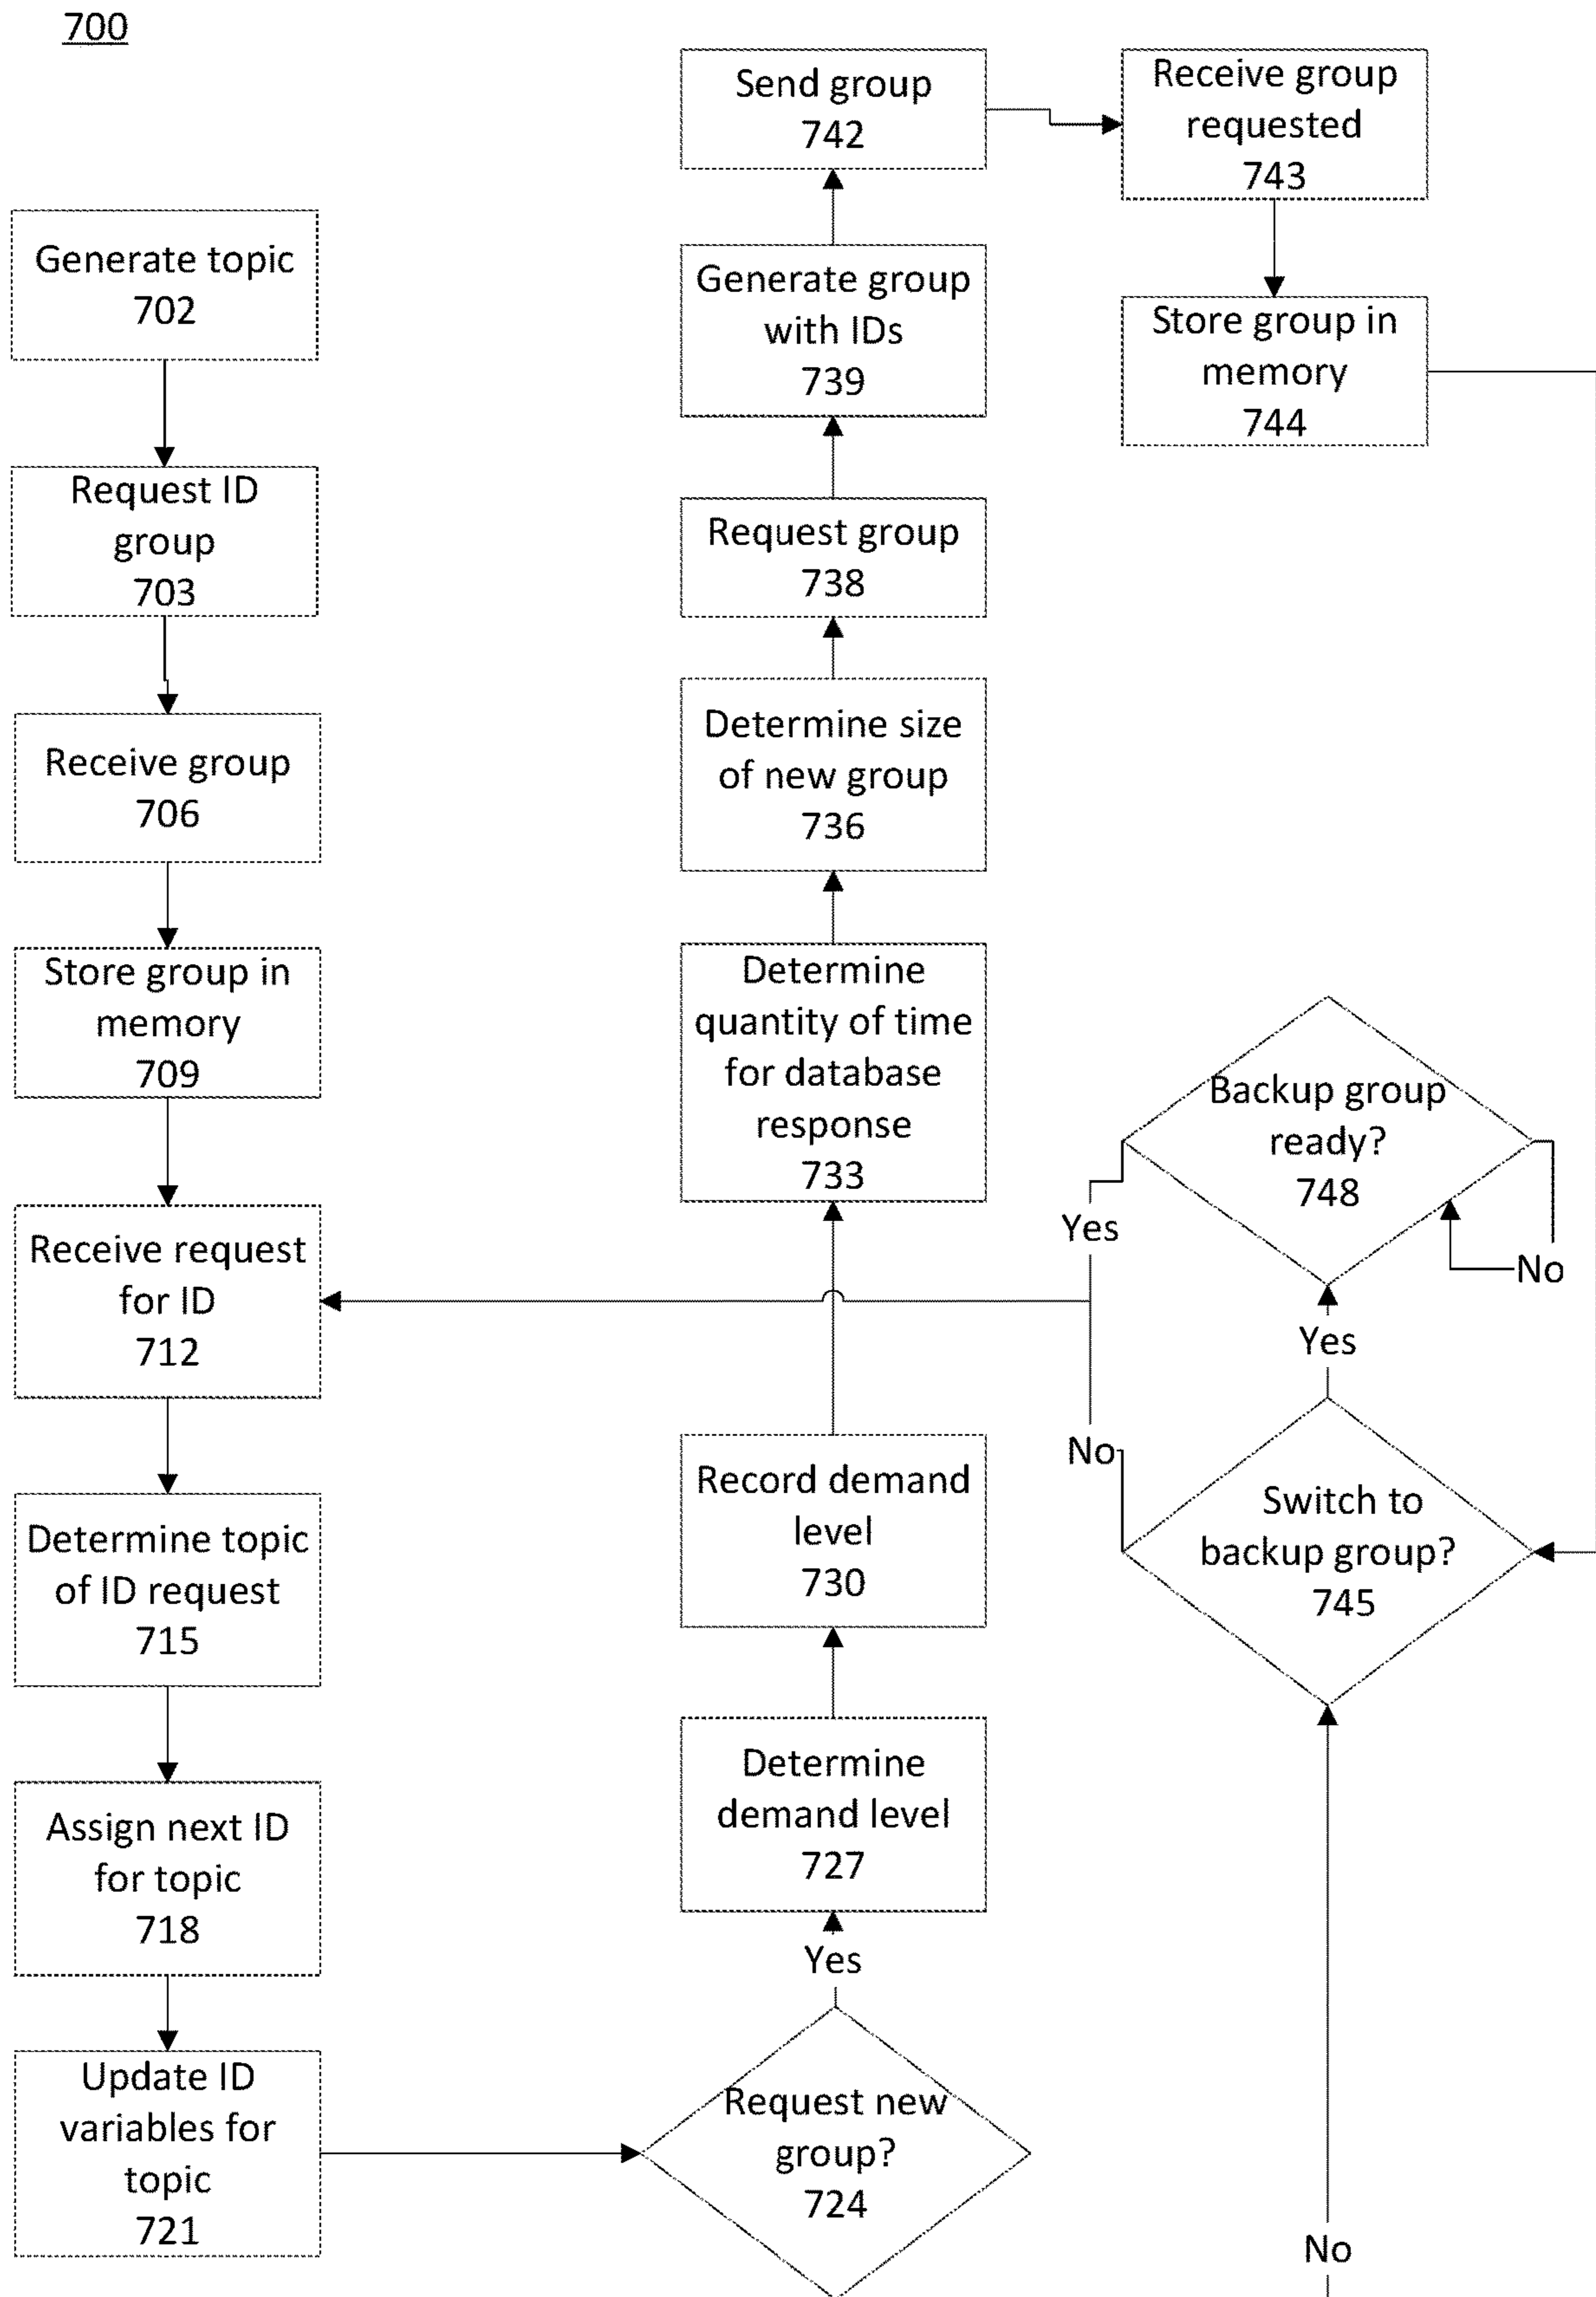 700
Generate topic
702
Request ID
group
703
Receive group
706
Store group in
memory
709
Receive request
for ID
712
Determine topic
of ID request
715
Assign next ID
for topic
718
Update ID
variables for
topic
721
Request new
group?
724
Yes
Determine
demand level
727
Record demand
level
730
Determine
quantity of time
for database
response
733
Determine size
of new group
736
Request group
738
Generate group
with IDs
739
Send group
742
Receive group
requested
743
Store group in
memory
744
Backup group
ready?
748
Yes
No
Yes
No
Switch to
backup group?
745
No